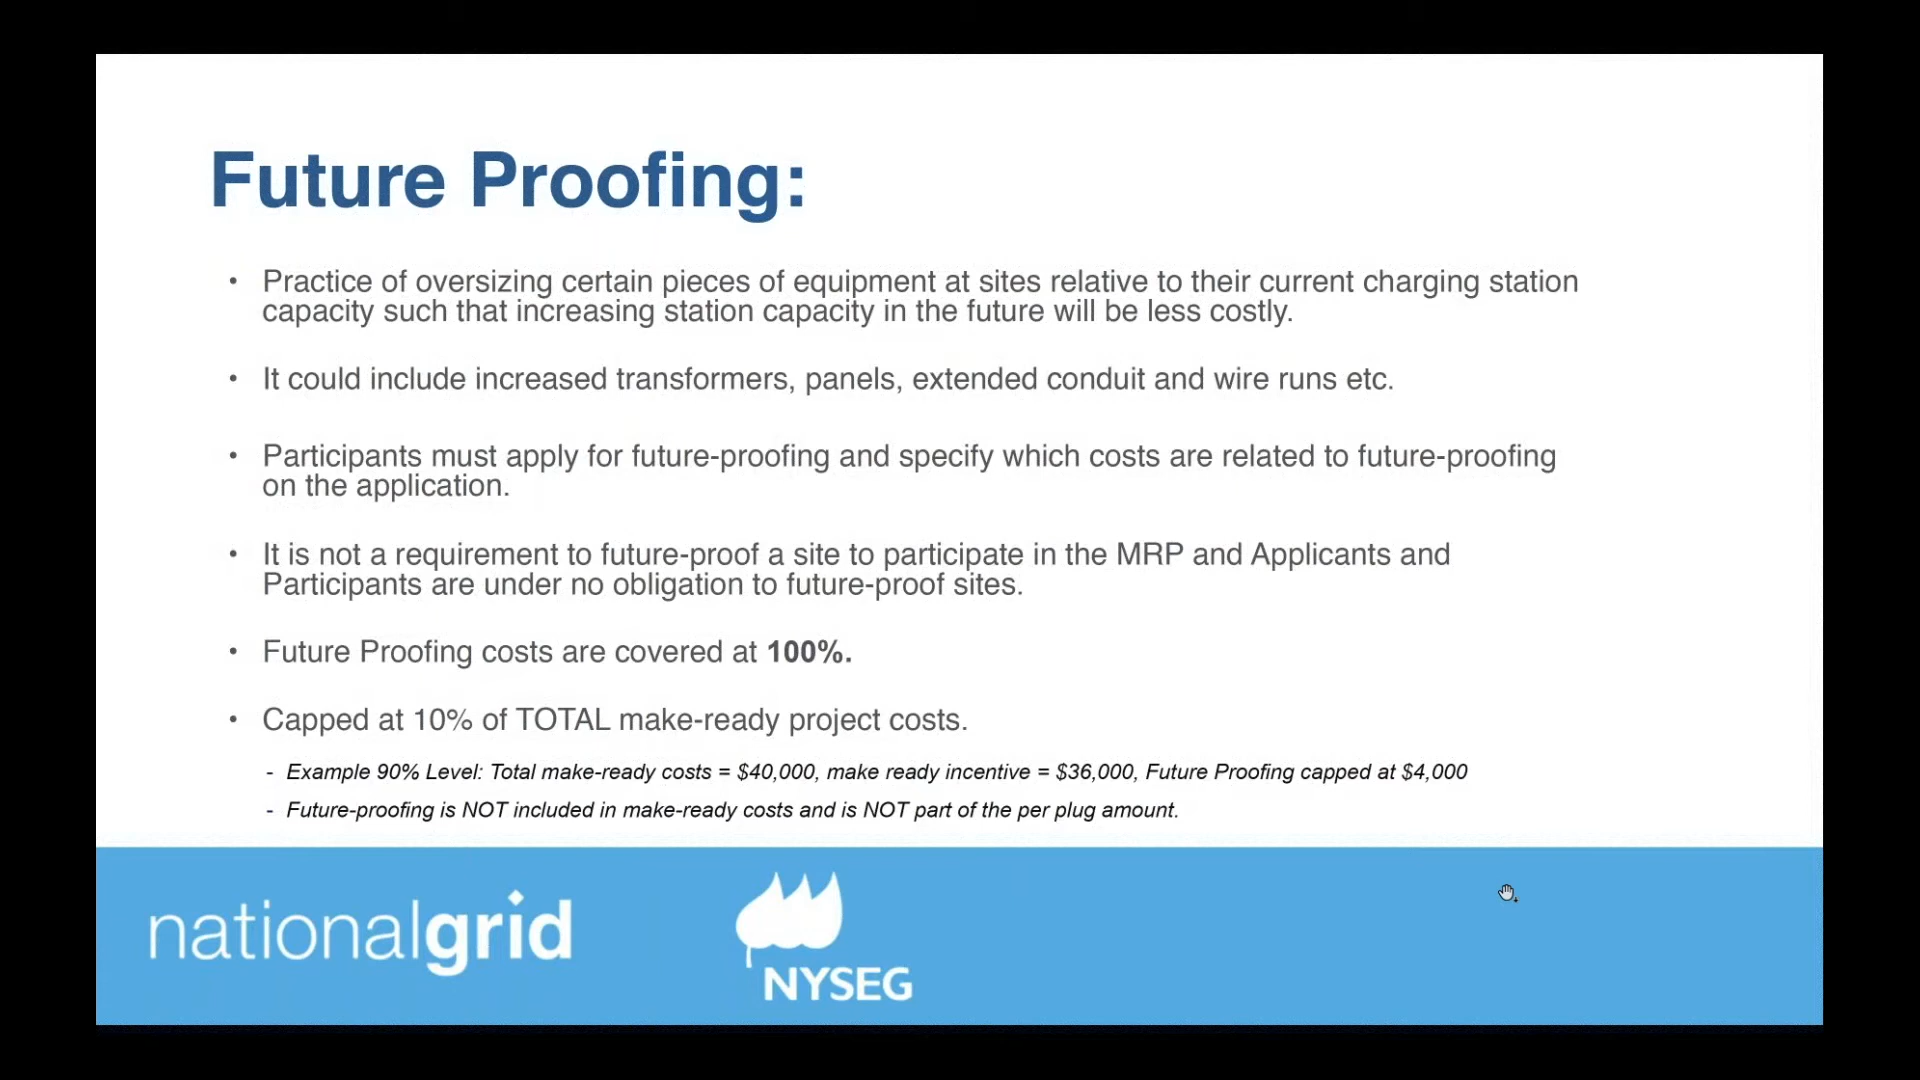 Future Proofing:
• Practice of oversizing certain pieces of equipment at sites relative to their current charging station
capacity such that increasing station capacity in the future will be less costly.
• It could include increased transformers, panels, extended conduit and wire runs etc.
• Participants must apply for future-proofing and specify which costs are related to future-proofing
on the application.
• It is not a requirement to future-proof a site to participate in the MRP and Applicants and
Participants are under no obligation to future-proof sites.
• Future Proofing costs are covered at 100%.
• Capped at 10% of TOTAL make-ready project costs.
- Example 90% Level: Total make-ready costs = $40,000, make ready incentive = $36,000, Future Proofing capped at $4,000
- Future-proofing is NOT included in make-ready costs and is NOT part of the per plug amount.
nationalgrid
NYSEG